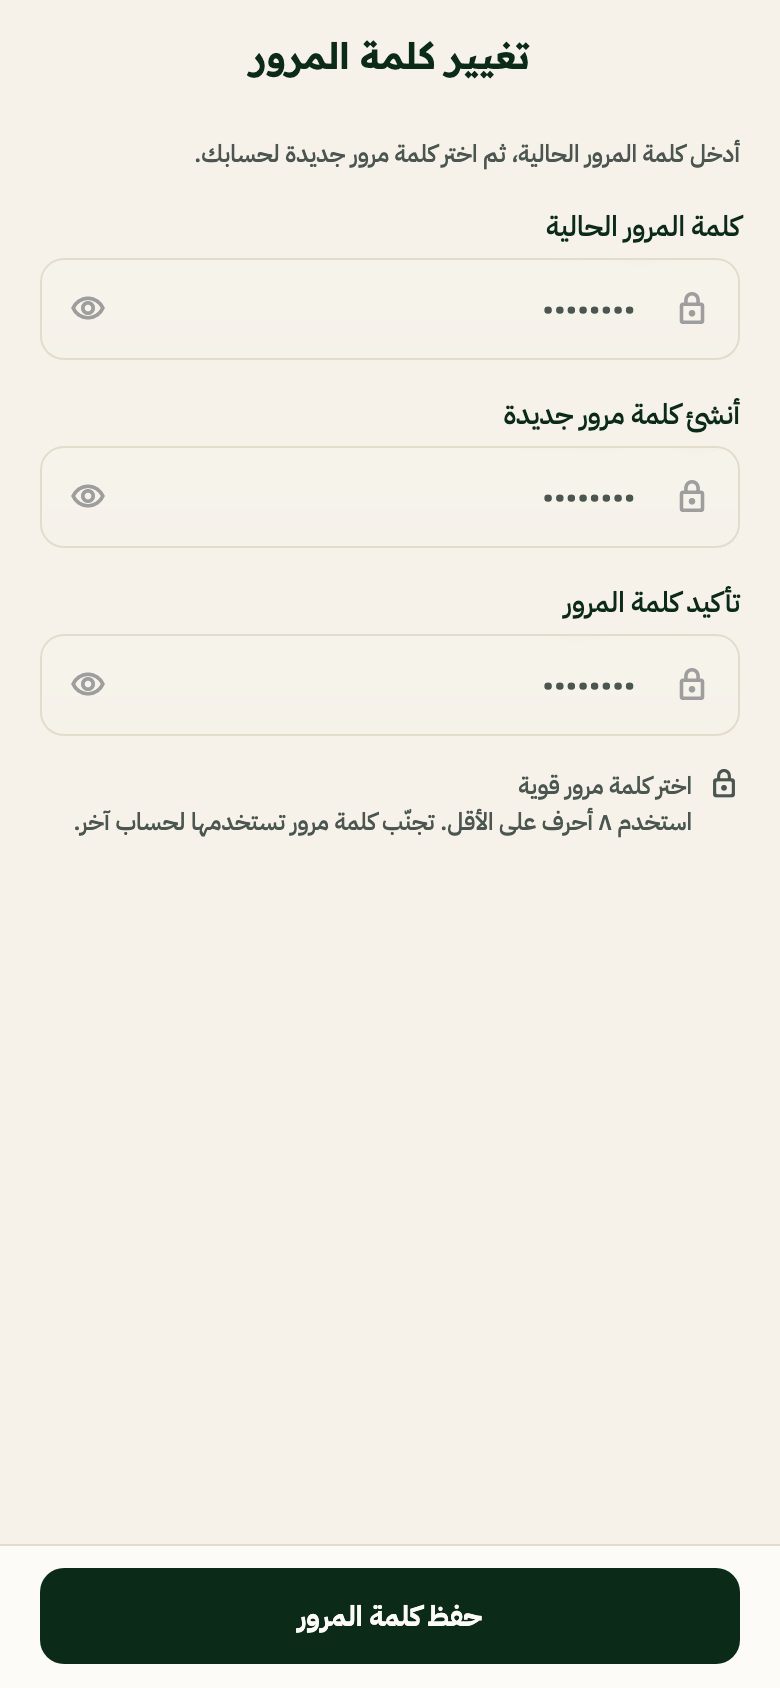 تغيير كلمة المرور
أدخل كلمة المرور الحالية، ثم اختر كلمة مرور جديدة لحسابك.
كلمة المرور الحالية
••••••••
أنشئ كلمة مرور جديدة
••••••••
تأكيد كلمة المرور
••••••••
اختر كلمة مرور قوية
استخدم ٨ أحرف على الأقل. تجنّب كلمة مرور تستخدمها لحساب آخر.
حفظ كلمة المرور